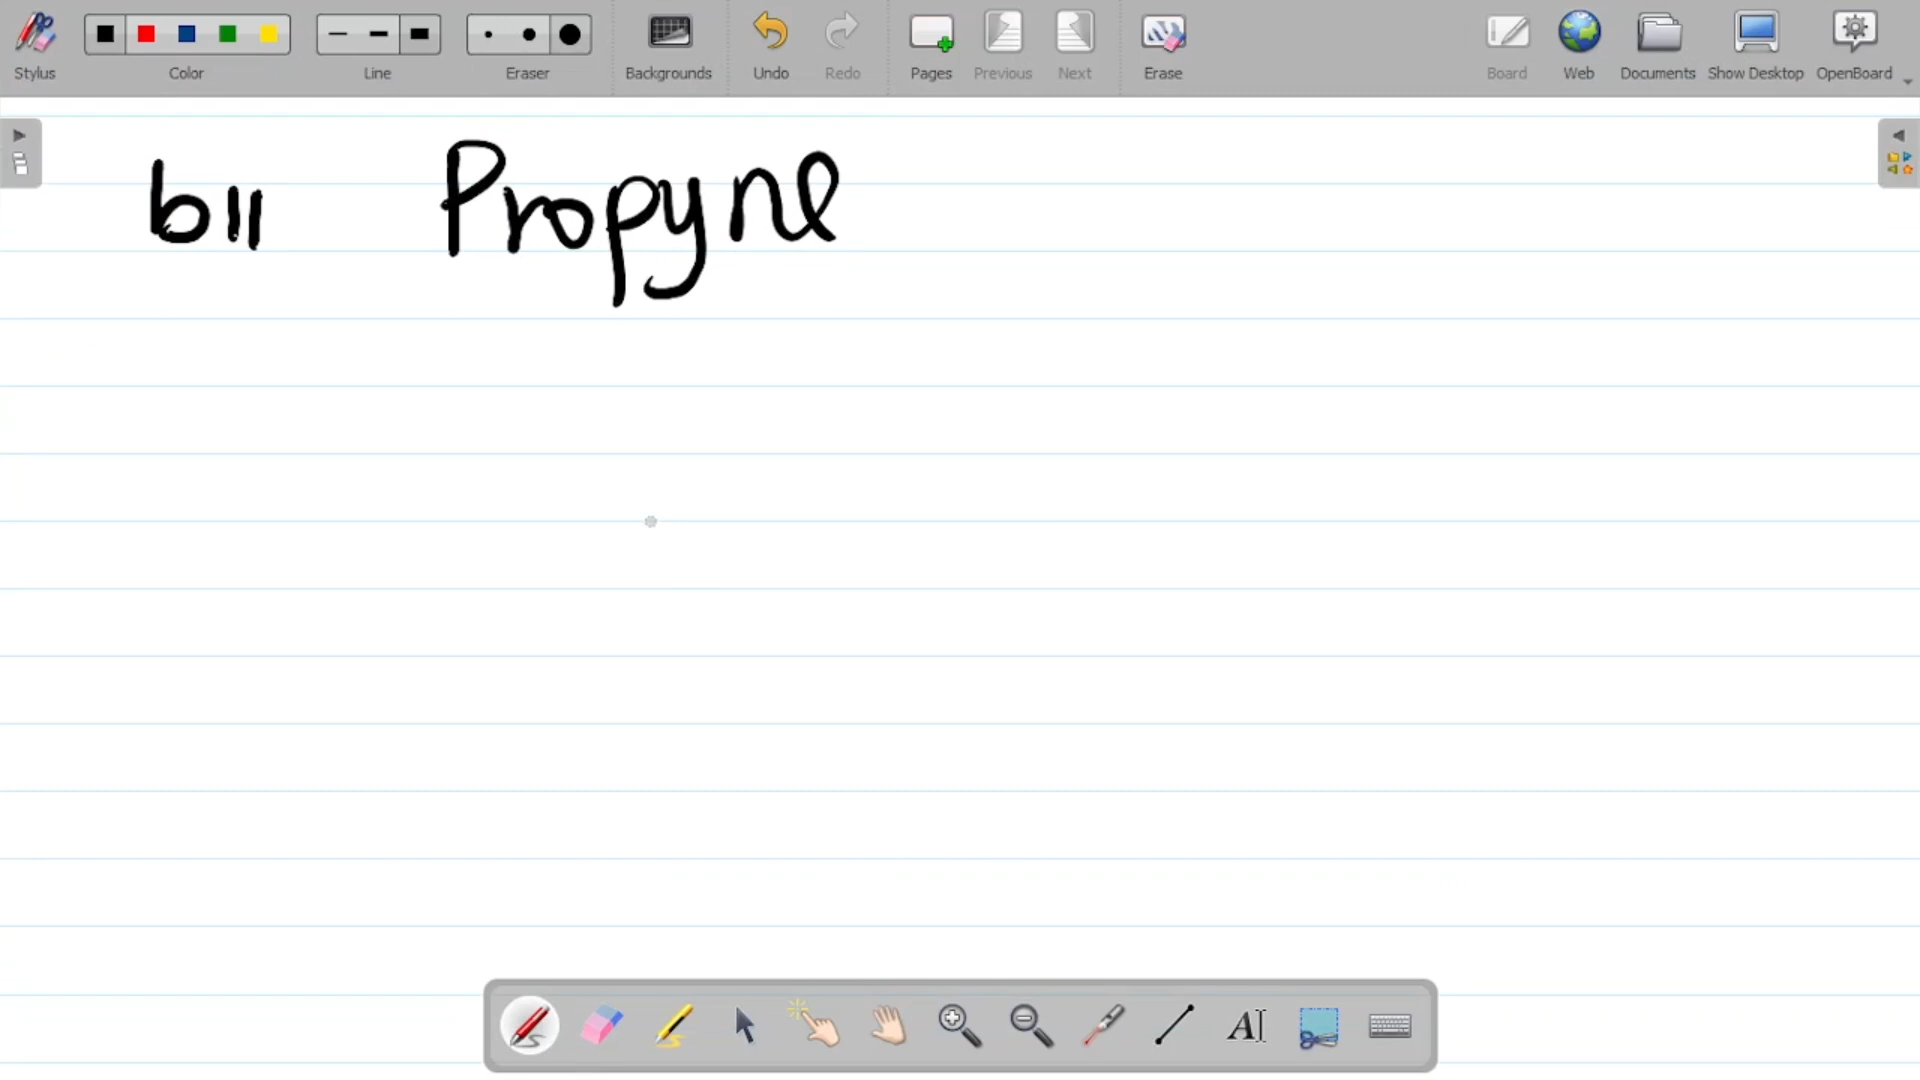 Stylus Color Line Eraser Backgrounds Undo Redo Pages Previous Next Erase Board Web Documents Show Desktop OpenBoard
b11 Propyne
AI